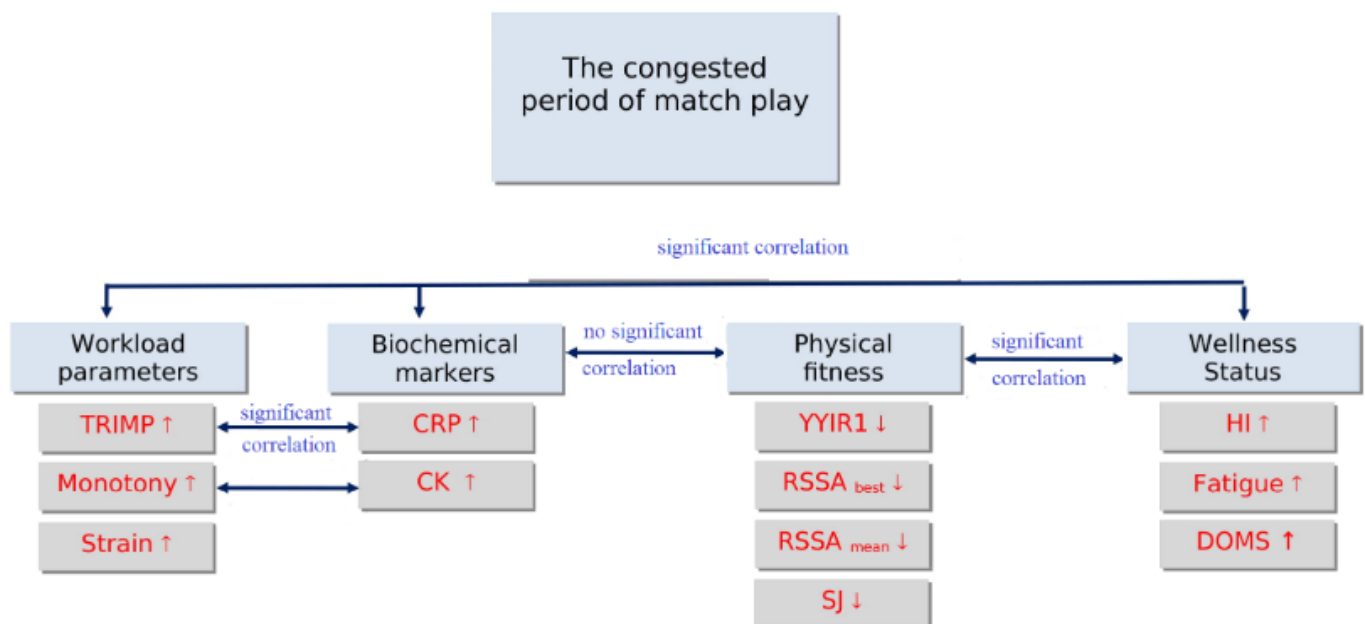 The congested
period of match play
significant correlation
Workload
parameters
Biochemical
markers
no significant
correlation
Physical
fitness
significant
correlation
Wellness
Status
TRIMP ↑
significant
correlation
CRP ↑
YYIR1 ↓
HI ↑
Monotony ↑
CK ↑
RSSA best ↓
Fatigue ↑
Strain ↑
RSSA mean ↓
DOMS ↑
SJ ↓